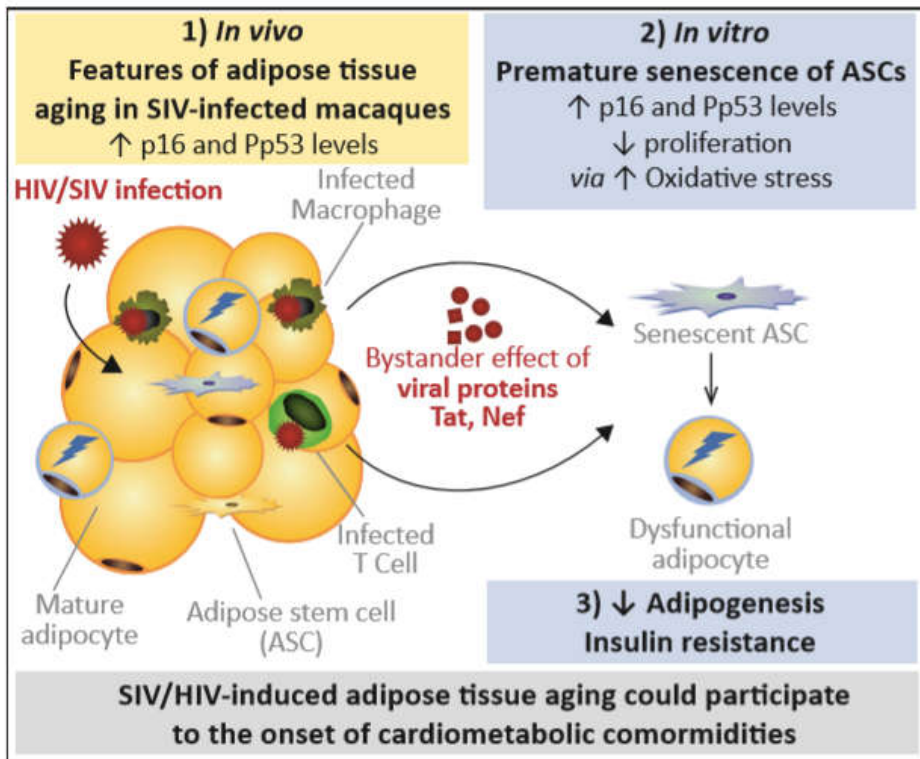 1) In vivo
Features of adipose tissue
aging in SIV-infected macaques
↑ p16 and Pp53 levels
2) In vitro
Premature senescence of ASCs
↑ p16 and Pp53 levels
↓ proliferation
via ↑ Oxidative stress
HIV/SIV infection
Infected
Macrophage
Bystander effect of
viral proteins
Tat, Nef
Senescent ASC
Infected
T Cell
Dysfunctional
adipocyte
Mature
adipocyte
Adipose stem cell
(ASC)
3) ↓ Adipogenesis
Insulin resistance
SIV/HIV-induced adipose tissue aging could participate
to the onset of cardiometabolic comormidities